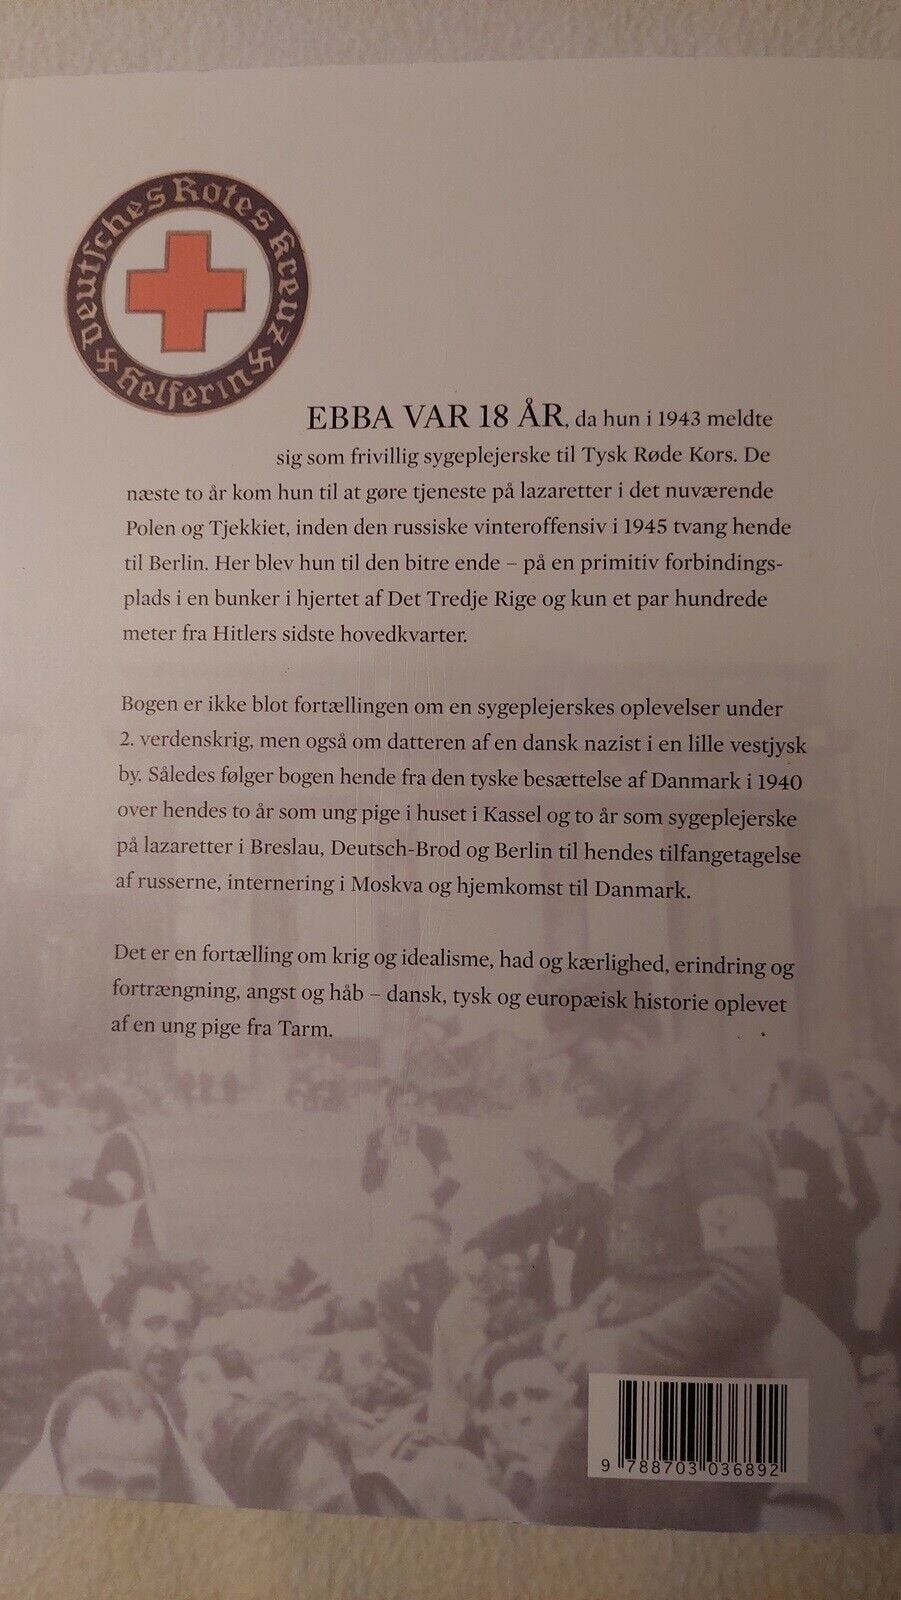 Deutsches Rotes Kreuz
Helferin
EBBA VAR 18 ÅR, da hun i 1943 meldte
sig som frivillig sygeplejerske til Tysk Røde Kors. De
næste to år kom hun til at gøre tjeneste på lazaretter i det nuværende
Polen og Tjekkiet, inden den russiske vinteroffensiv i 1945 tvang hende
til Berlin. Her blev hun til den bitre ende – på en primitiv forbindings-
plads i en bunker i hjertet af Det Tredje Rige og kun et par hundrede
meter fra Hitlers sidste hovedkvarter.
Bogen er ikke blot fortællingen om en sygeplejerskes oplevelser under
2. verdenskrig, men også om datteren af en dansk nazist i en lille vestjysk
by. Således følger bogen hende fra den tyske besættelse af Danmark i 1940
over hendes to år som ung pige i huset i Kassel og to år som sygeplejerske
på lazaretter i Breslau, Deutsch-Brod og Berlin til hendes tilfangetagelse
af russerne, internering i Moskva og hjemkomst til Danmark.
Det er en fortælling om krig og idealisme, had og kærlighed, erindring og
fortrængning, angst og håb – dansk, tysk og europæisk historie oplevet
af en ung pige fra Tarm.
9 788703 036892